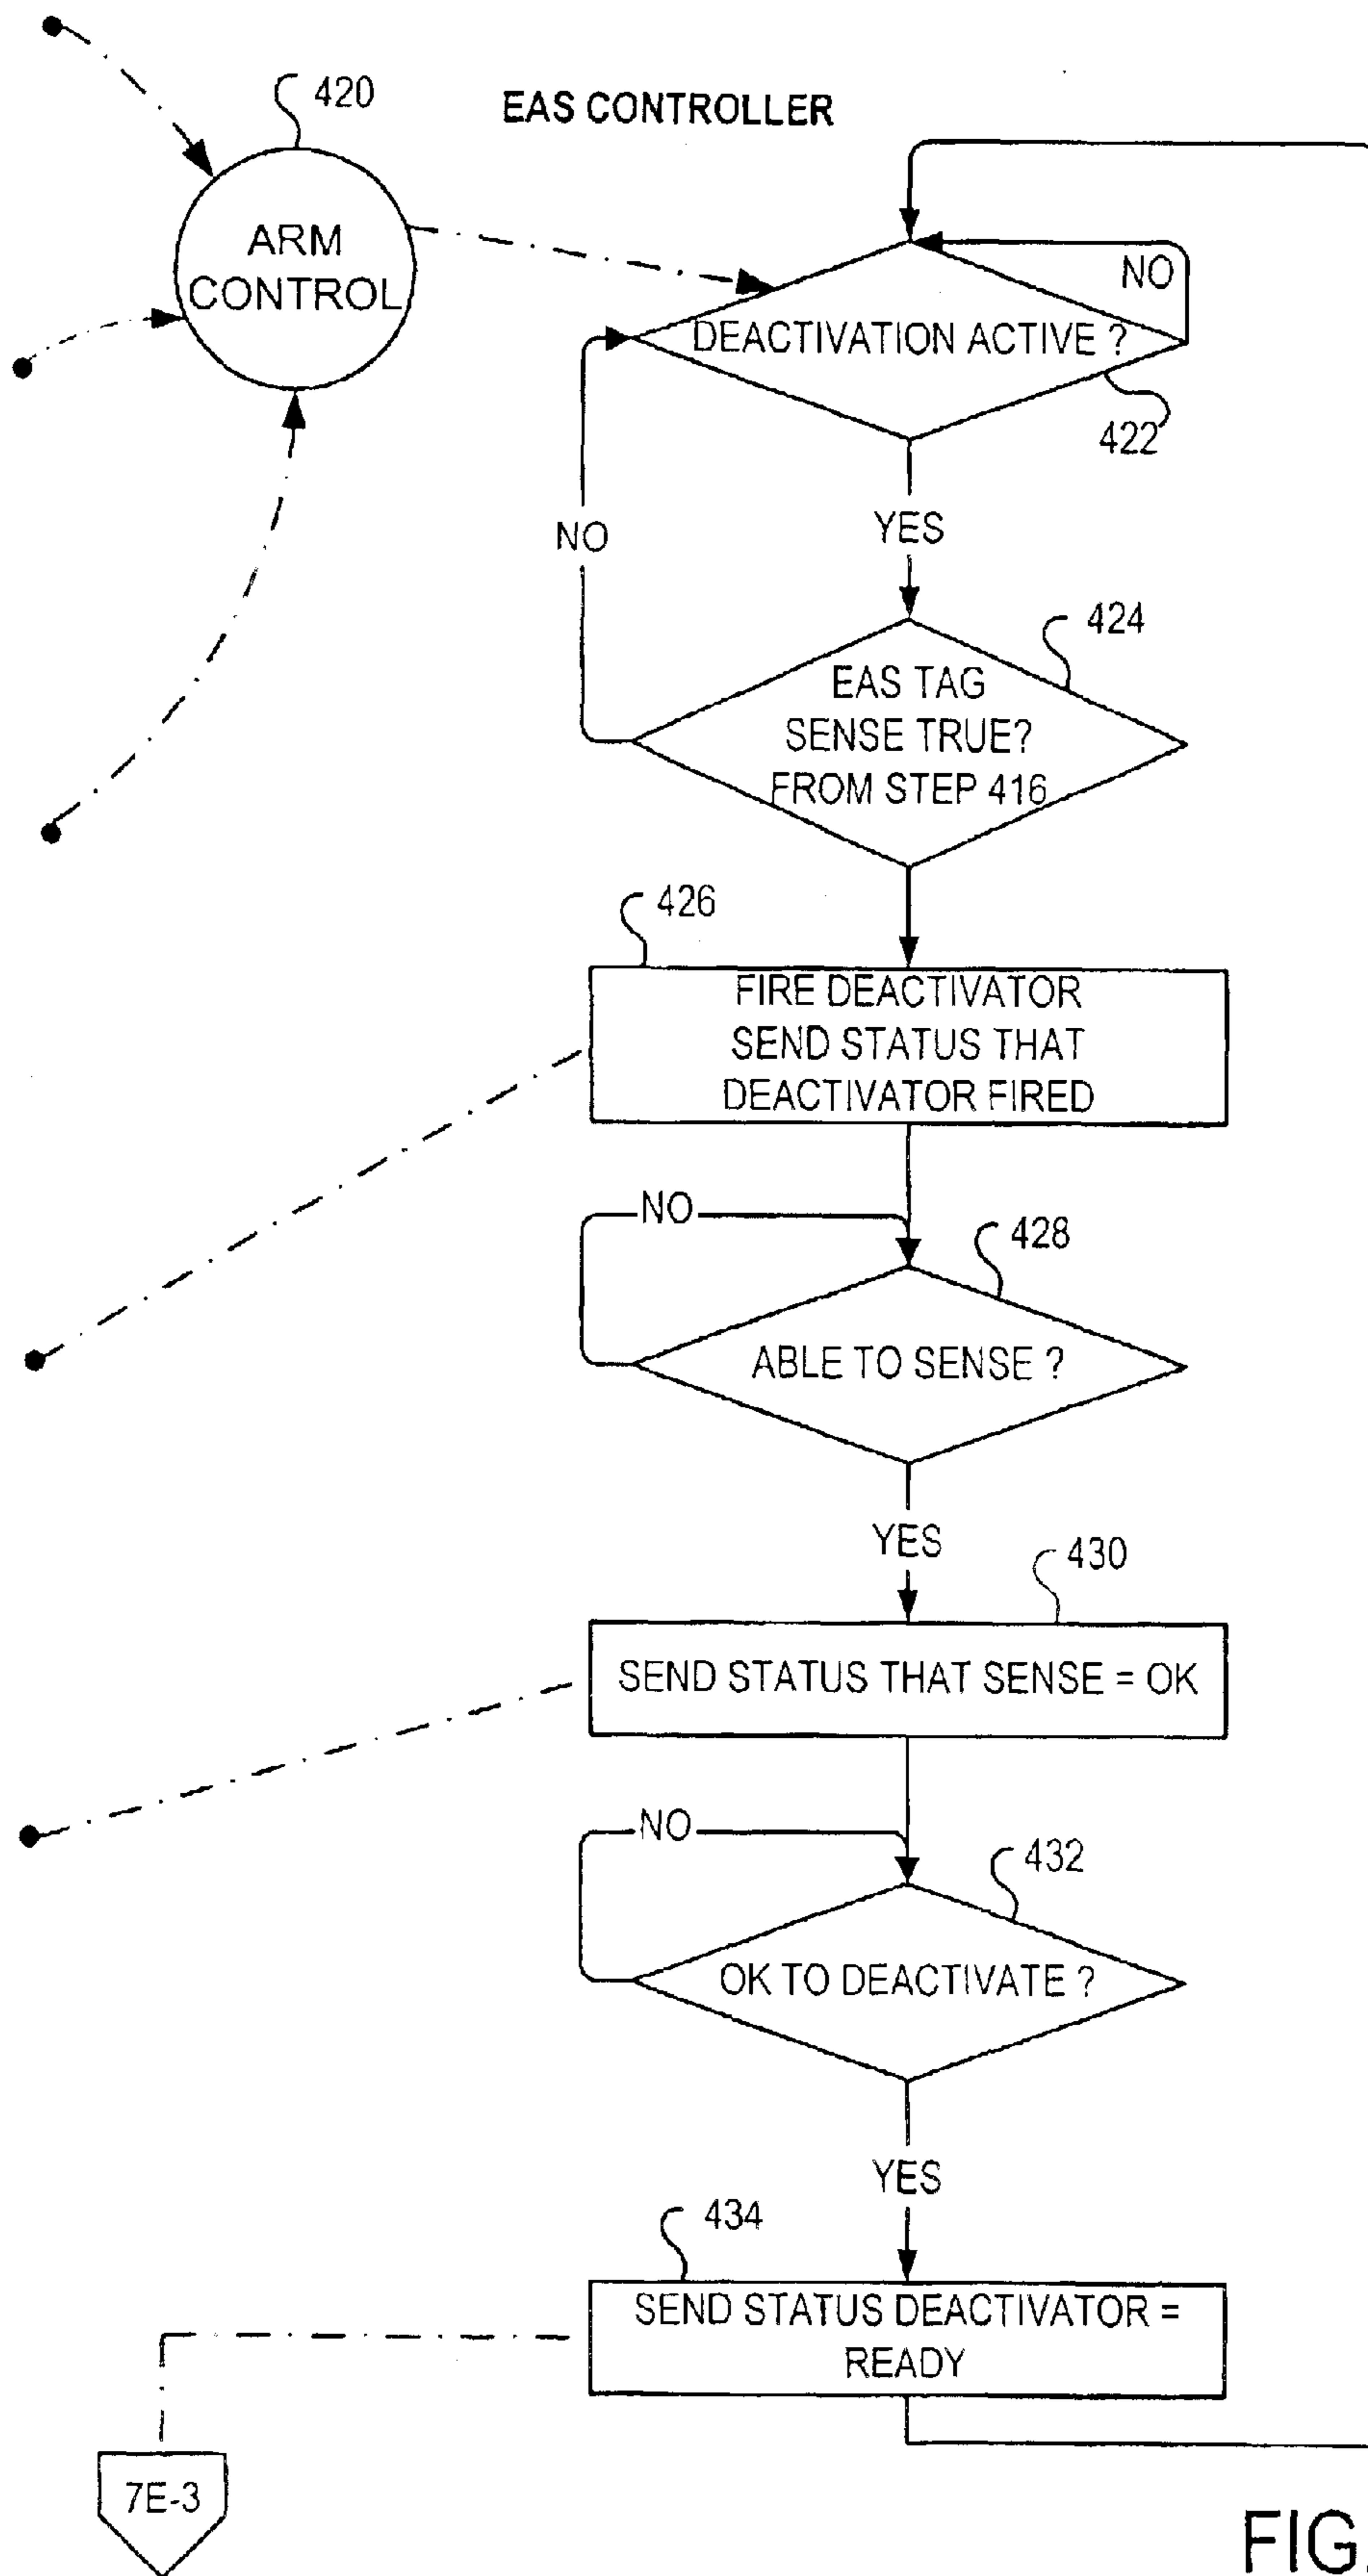 420
EAS CONTROLLER
ARM
CONTROL
NO
DEACTIVATION ACTIVE ?
422
NO
YES
424
EAS TAG
SENSE TRUE?
FROM STEP 416
426
FIRE DEACTIVATOR
SEND STATUS THAT
DEACTIVATOR FIRED
NO
428
ABLE TO SENSE ?
YES
430
SEND STATUS THAT SENSE = OK
NO
432
OK TO DEACTIVATE ?
YES
434
SEND STATUS DEACTIVATOR =
READY
7E-3
FIG.